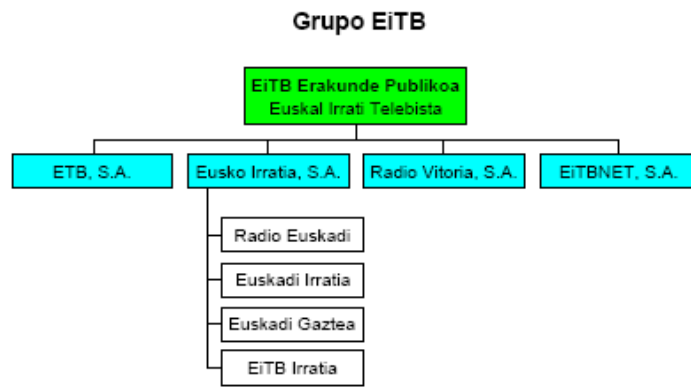 Grupo EiTB
EiTB Erakunde Publikoa
Euskal Irrati Telebista
ETB, S.A.
Eusko Irratia, S.A.
Radio Vitoria, S.A.
EiTBNET, S.A.
Radio Euskadi
Euskadi Irratia
Euskadi Gaztea
EiTB Irratia